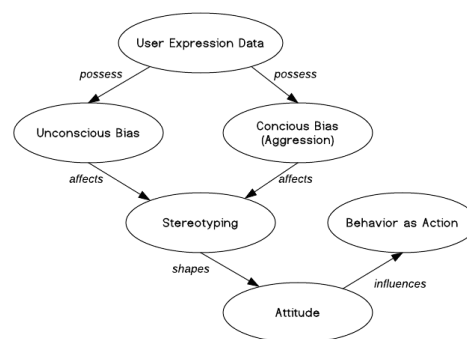 User Expression Data
possess
possess
Unconscious Bias
Concious Bias
(Aggression)
affects
affects
Stereotyping
Behavior as Action
shapes
influences
Attitude